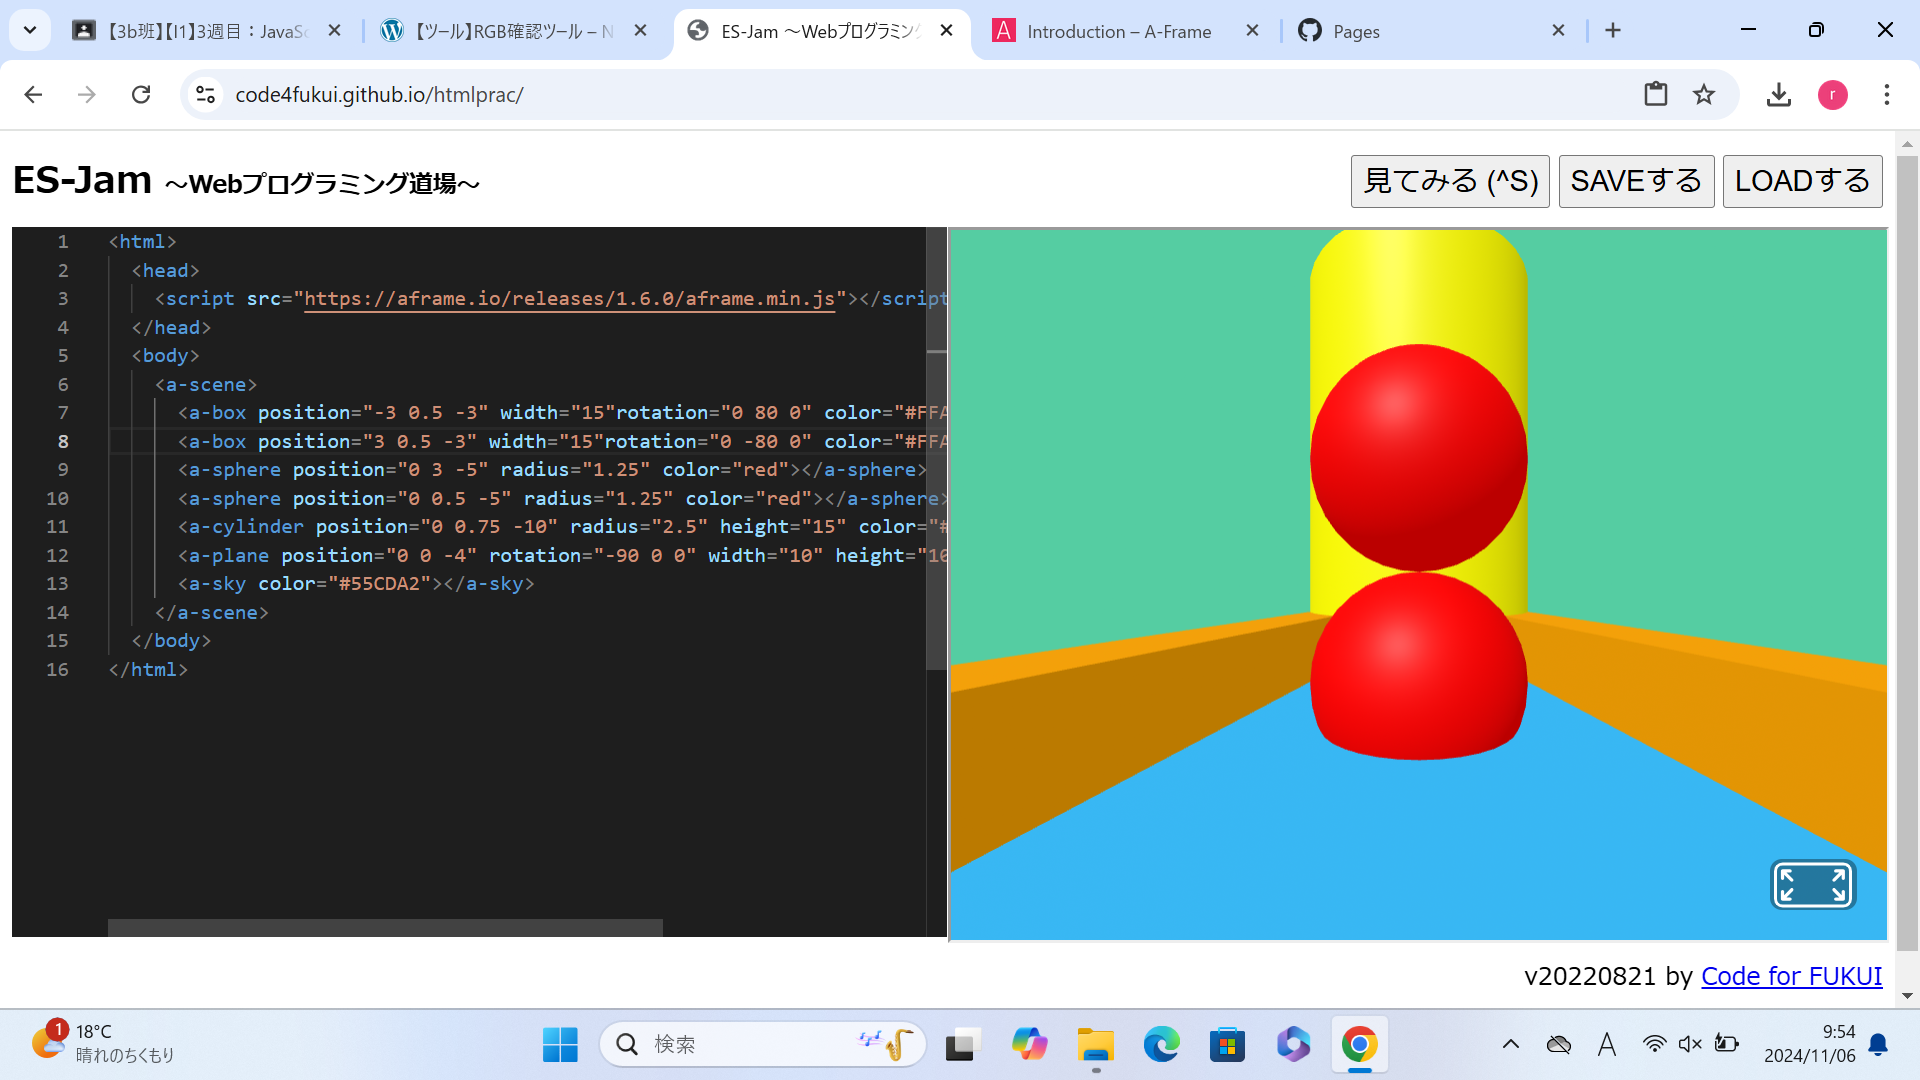 【3b班】【I1】3週目：JavaSc
【ツール】RGB確認ツール – N
ES-Jam ～Webプログラミング
Introduction – A-Frame
Pages
code4fukui.github.io/htmlprac/
r
ES-Jam ～Webプログラミング道場～
見てみる (^S)
SAVEする
LOADする
1 <html>
2 <head>
3 <script src="https://aframe.io/releases/1.6.0/aframe.min.js"></script
4 </head>
5 <body>
6 <a-scene>
7 <a-box position="-3 0.5 -3" width="15"rotation="0 80 0" color="#FFA
8 <a-box position="3 0.5 -3" width="15"rotation="0 -80 0" color="#FFA
9 <a-sphere position="0 3 -5" radius="1.25" color="red"></a-sphere>
10 <a-sphere position="0 0.5 -5" radius="1.25" color="red"></a-sphere>
11 <a-cylinder position="0 0.75 -10" radius="2.5" height="15" color="#
12 <a-plane position="0 0 -4" rotation="-90 0 0" width="10" height="10
13 <a-sky color="#55CDA2"></a-sky>
14 </a-scene>
15 </body>
16 </html>
v20220821 by Code for FUKUI
1
18°C
晴れのちくもり
検索
A
9:54
2024/11/06